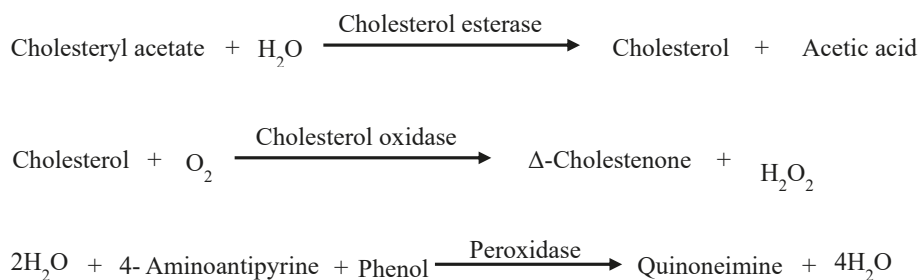 Cholesterol esterase
Cholesteryl acetate + H₂O Cholesterol + Acetic acid
Cholesterol oxidase
Cholesterol + O₂ Δ-Cholestenone + H₂O₂
Peroxidase
2H₂O + 4- Aminoantipyrine + Phenol Quinoneimine + 4H₂O